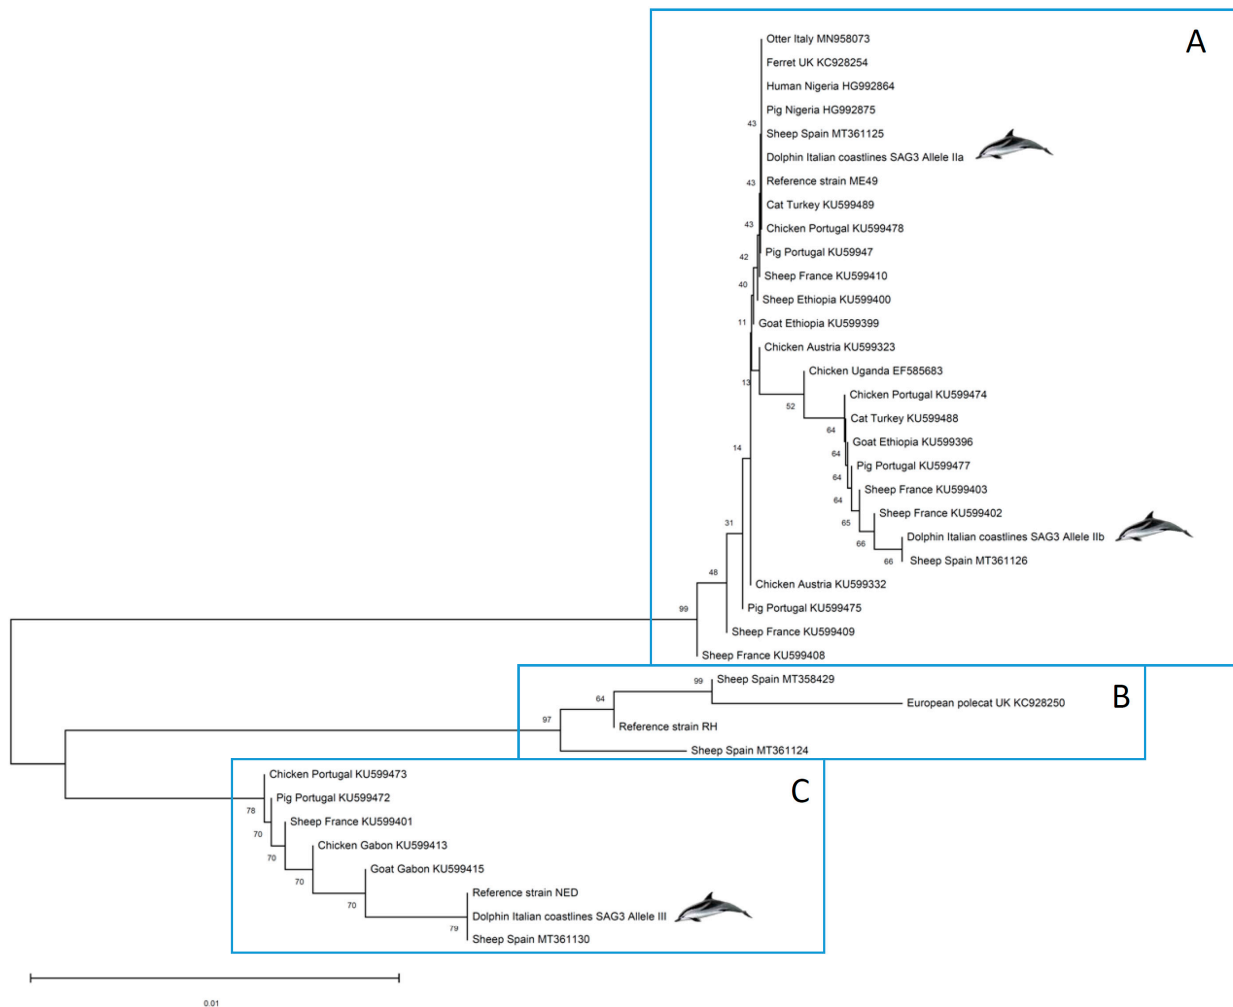 A
Otter Italy MN958073
Ferret UK KC928254
Human Nigeria HG992864
Pig Nigeria HG992875
43
Sheep Spain MT361125
Dolphin Italian coastlines SAG3 Allele IIa
43
Reference strain ME49
Cat Turkey KU599489
43
Chicken Portugal KU599478
42
Pig Portugal KU59947
Sheep France KU599410
40
Sheep Ethiopia KU599400
11
Goat Ethiopia KU599399
Chicken Austria KU599323
Chicken Uganda EF585683
13
52
Chicken Portugal KU599474
Cat Turkey KU599488
64
Goat Ethiopia KU599396
14
64
Pig Portugal KU599477
64
Sheep France KU599403
64
Sheep France KU599402
65
31
Dolphin Italian coastlines SAG3 Allele IIb
66
Sheep Spain MT361126
66
48
Chicken Austria KU599332
99
Pig Portugal KU599475
Sheep France KU599409
Sheep France KU599408
B
99
Sheep Spain MT358429
64
European polecat UK KC928250
97
Reference strain RH
Sheep Spain MT361124
C
Chicken Portugal KU599473
Pig Portugal KU599472
78
Sheep France KU599401
70
Chicken Gabon KU599413
70
Goat Gabon KU599415
70
Reference strain NED
70
Dolphin Italian coastlines SAG3 Allele III
79
Sheep Spain MT361130
0.01